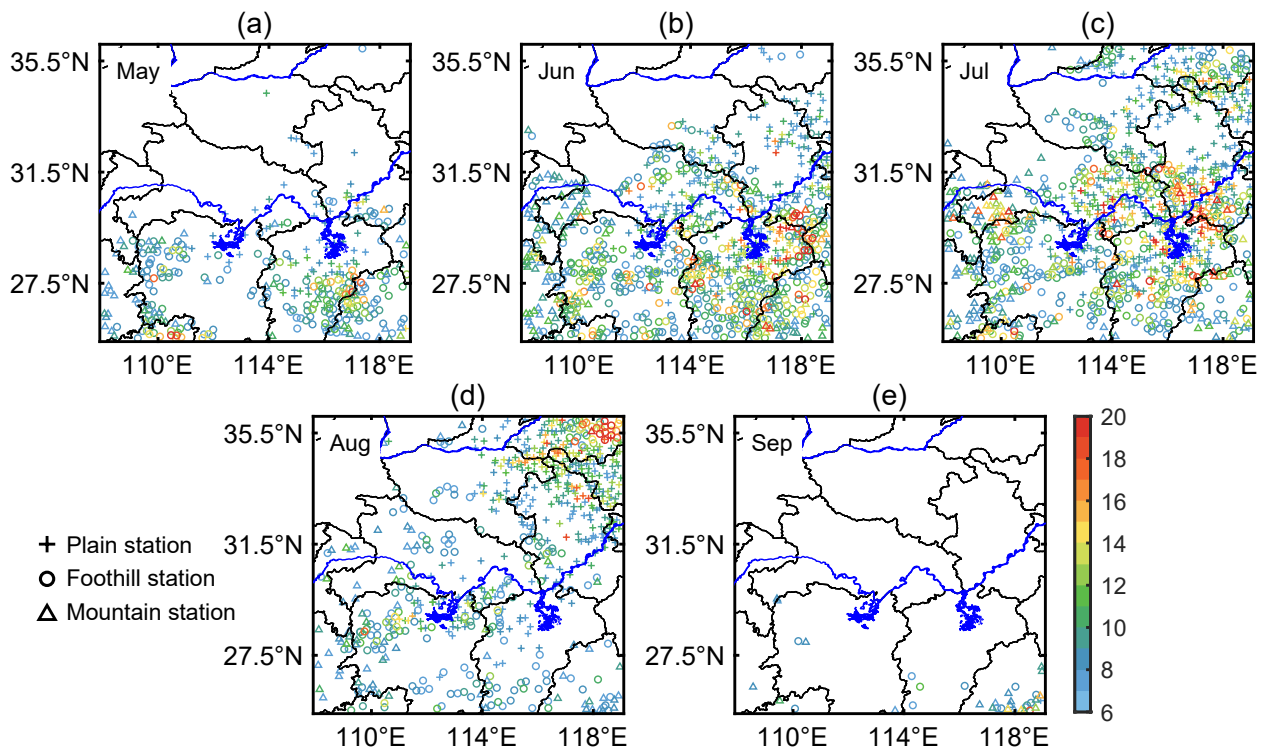 (a) (b) (c)
35.5°N May 35.5°N Jun 35.5°N Jul
31.5°N 31.5°N 31.5°N
27.5°N 27.5°N 27.5°N
110°E 114°E 118°E 110°E 114°E 118°E 110°E 114°E 118°E
(d) (e)
35.5°N Aug 35.5°N Sep 20
18
16
31.5°N 31.5°N 14
Plain station
12
Foothill station
10
Mountain station
27.5°N 27.5°N 8
6
110°E 114°E 118°E 110°E 114°E 118°E